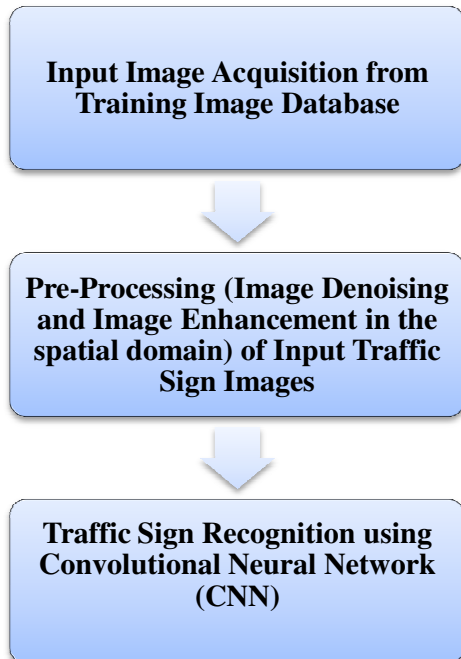 Input Image Acquisition from
Training Image Database
Pre-Processing (Image Denoising
and Image Enhancement in the
spatial domain) of Input Traffic
Sign Images
Traffic Sign Recognition using
Convolutional Neural Network
(CNN)